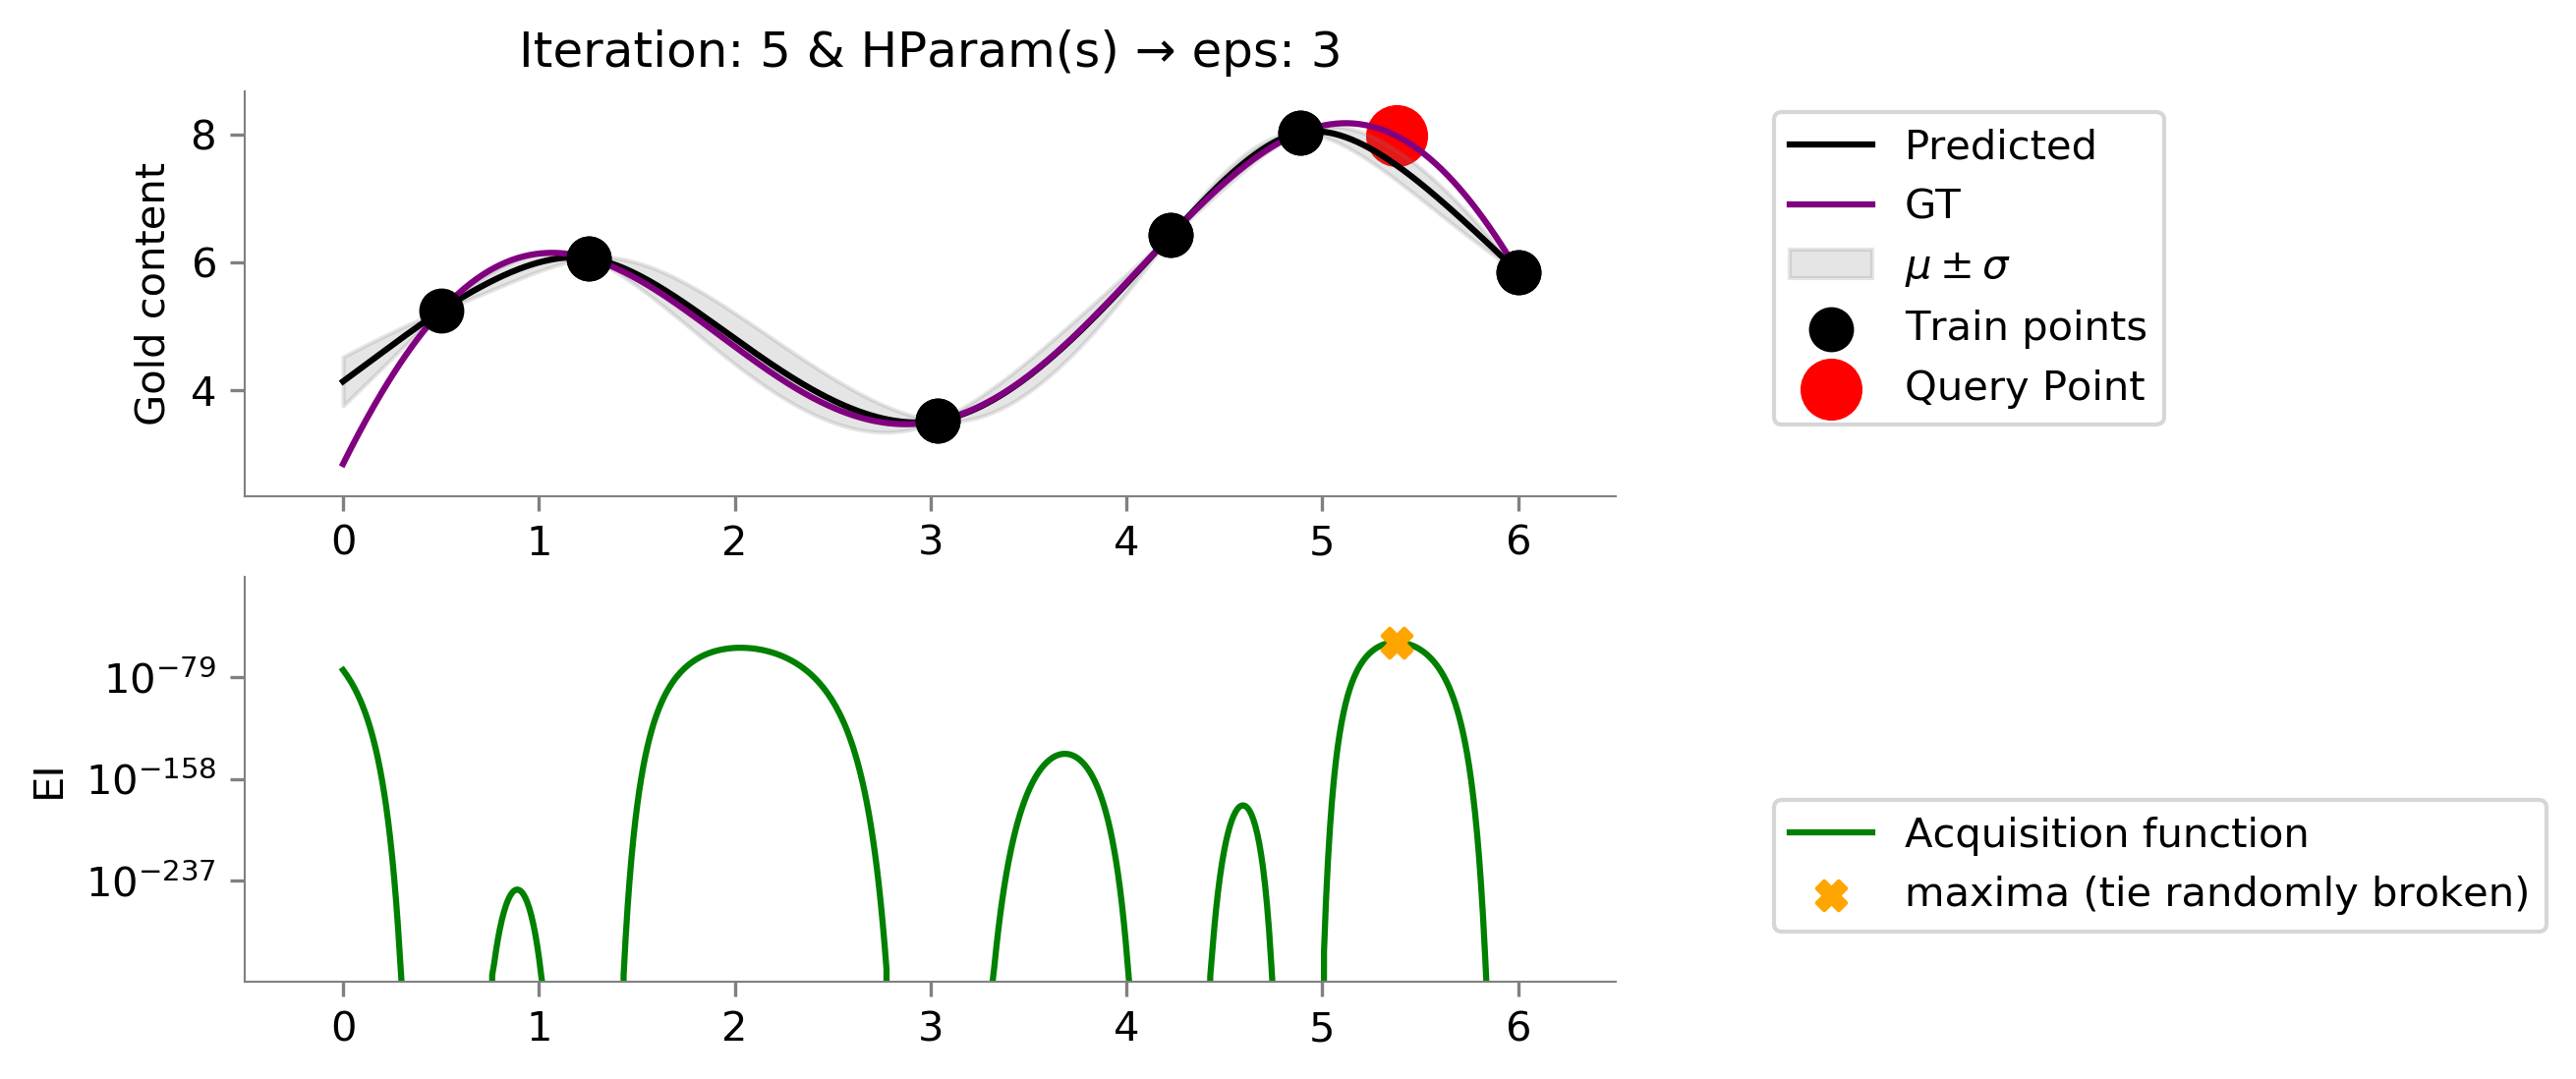 Iteration: 5 & HParam(s) → eps: 3
Gold content
8
6
4
0 1 2 3 4 5 6
Predicted
GT
μ ± σ
Train points
Query Point
EI
10⁻⁷⁹
10⁻¹⁵⁸
10⁻²³⁷
0 1 2 3 4 5 6
Acquisition function
maxima (tie randomly broken)